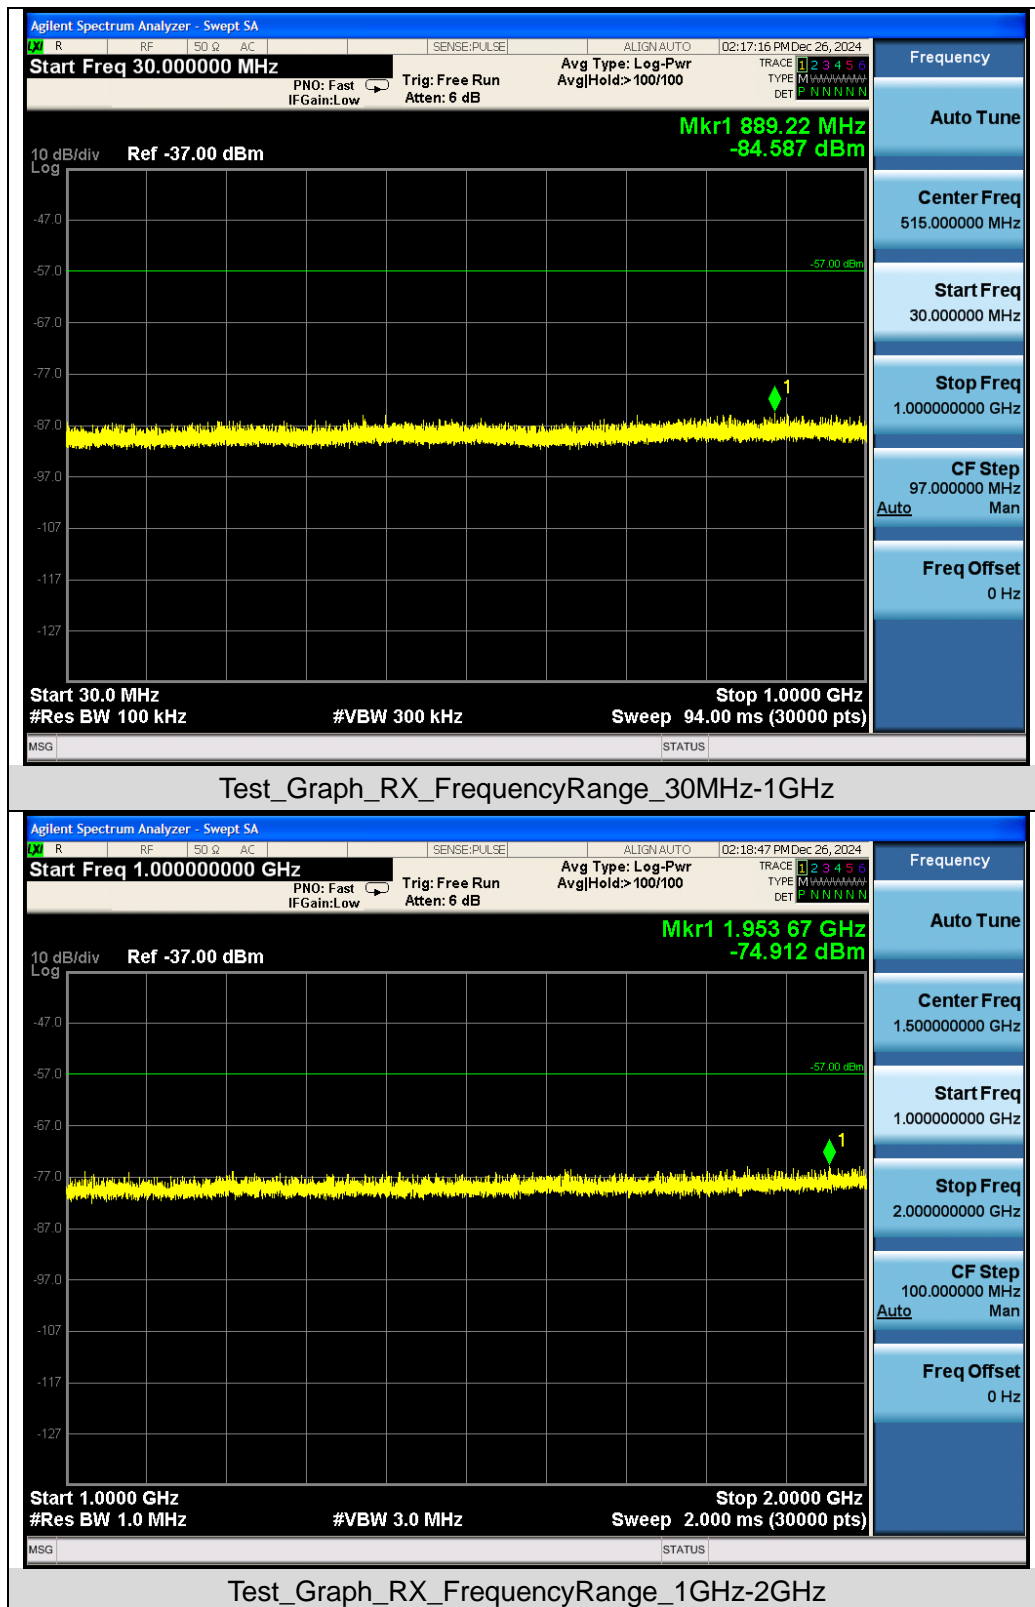 Agilent Spectrum Analyzer - Swept SA
LXI R RF 50 Ω AC SENSE:PULSE ALIGN AUTO 02:17:16 PM Dec 26, 2024
Start Freq 30.000000 MHz
PNO: Fast
IFGain:Low
Trig: Free Run
Atten: 6 dB
Avg Type: Log-Pwr
Avg|Hold:>100/100
TRACE 1 2 3 4 5 6
TYPE M W W W W W
DET P N N N N N
Mkr1 889.22 MHz
-84.587 dBm
10 dB/div Ref -37.00 dBm
Log
-47.0
-57.0
-57.00 dBm
-67.0
-77.0
1
-87.0
-97.0
-107
-117
-127
Start 30.0 MHz Stop 1.0000 GHz
#Res BW 100 kHz #VBW 300 kHz Sweep 94.00 ms (30000 pts)
MSG STATUS
Frequency
Auto Tune
Center Freq
515.000000 MHz
Start Freq
30.000000 MHz
Stop Freq
1.000000000 GHz
CF Step
97.000000 MHz
Auto Man
Freq Offset
0 Hz
Test_Graph_RX_FrequencyRange_30MHz-1GHz
Agilent Spectrum Analyzer - Swept SA
LXI R RF 50 Ω AC SENSE:PULSE ALIGN AUTO 02:18:47 PM Dec 26, 2024
Start Freq 1.000000000 GHz
PNO: Fast
IFGain:Low
Trig: Free Run
Atten: 6 dB
Avg Type: Log-Pwr
Avg|Hold:>100/100
TRACE 1 2 3 4 5 6
TYPE M W W W W W
DET P N N N N N
Mkr1 1.953 67 GHz
-74.912 dBm
10 dB/div Ref -37.00 dBm
Log
-47.0
-57.0
-57.00 dBm
-67.0
1
-77.0
-87.0
-97.0
-107
-117
-127
Start 1.0000 GHz Stop 2.0000 GHz
#Res BW 1.0 MHz #VBW 3.0 MHz Sweep 2.000 ms (30000 pts)
MSG STATUS
Frequency
Auto Tune
Center Freq
1.500000000 GHz
Start Freq
1.000000000 GHz
Stop Freq
2.000000000 GHz
CF Step
100.000000 MHz
Auto Man
Freq Offset
0 Hz
Test_Graph_RX_FrequencyRange_1GHz-2GHz